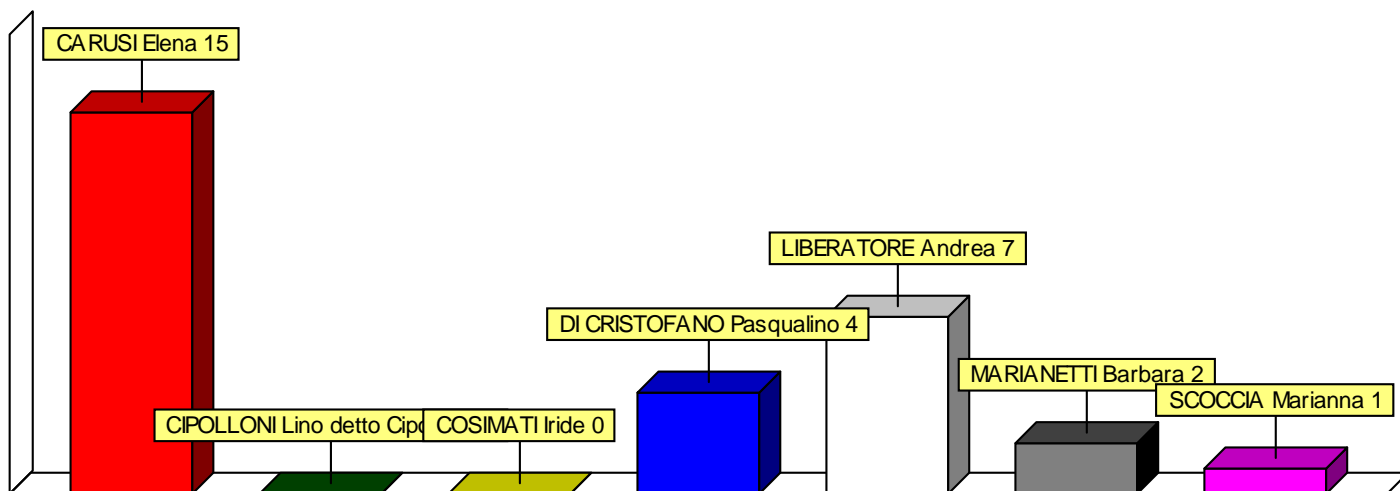 CARUSI Elena 15
LIBERATORE Andrea 7
DI CRISTOFANO Pasqualino 4
MARIANETTI Barbara 2
SCOCCIA Marianna 1
CIPOLLONI Lino detto
COSIMATI Iride 0